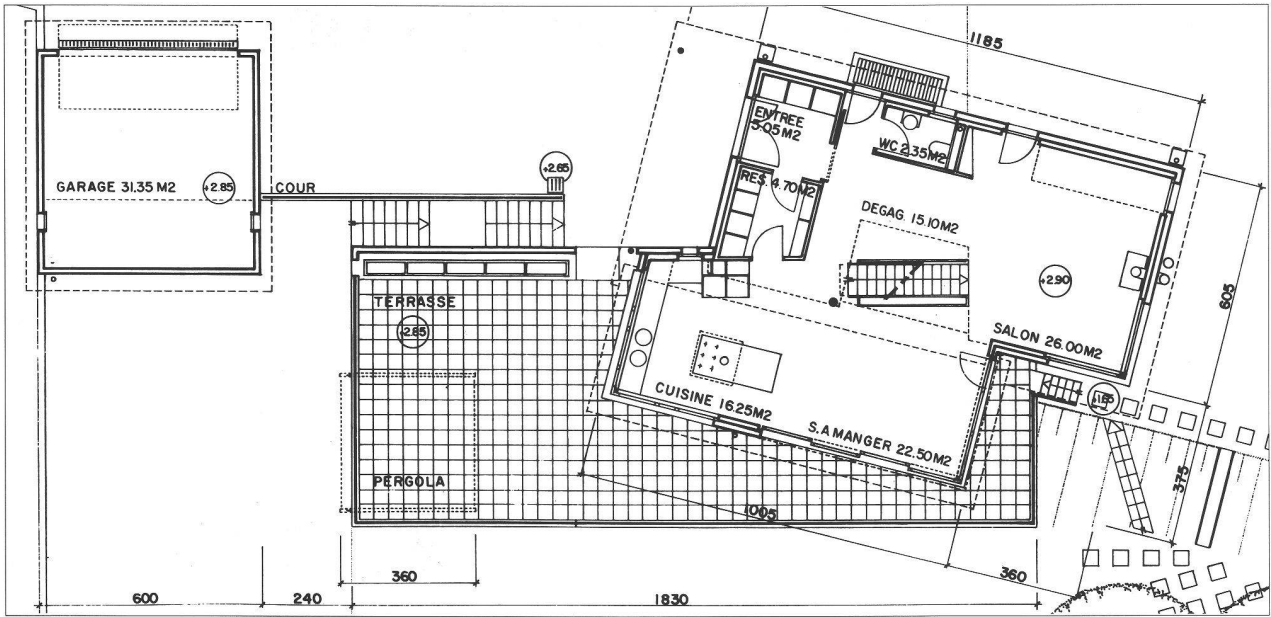 1185
ENTREE
5.05 M2
WC 2.35 M2
+2.65
GARAGE 31.35 M2
+2.85
COUR
RES. 4.70 M2
DEGAG. 15.10 M2
+2.90
605
TERRASSE
+2.85
SALON 26.00 M2
CUISINE 16.25 M2
+1.65
S.A MANGER 22.50 M2
PERGOLA
375
1005
360
360
600
240
1830